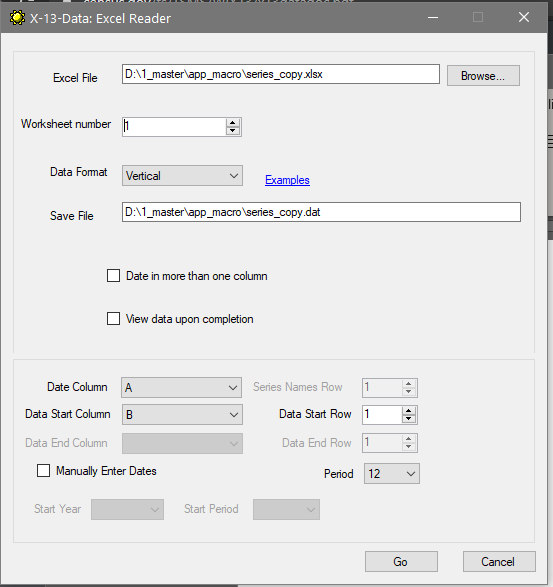 X-13-Data: Excel Reader
Excel File D:\1_master\app_macro\series_copy.xlsx Browse...
Worksheet number 1
Data Format Vertical Examples
Save File D:\1_master\app_macro\series_copy.dat
Date in more than one column
View data upon completion
Date Column A Series Names Row 1
Data Start Column B Data Start Row 1
Data End Column Data End Row 1
Manually Enter Dates Period 12
Start Year Start Period
Go Cancel